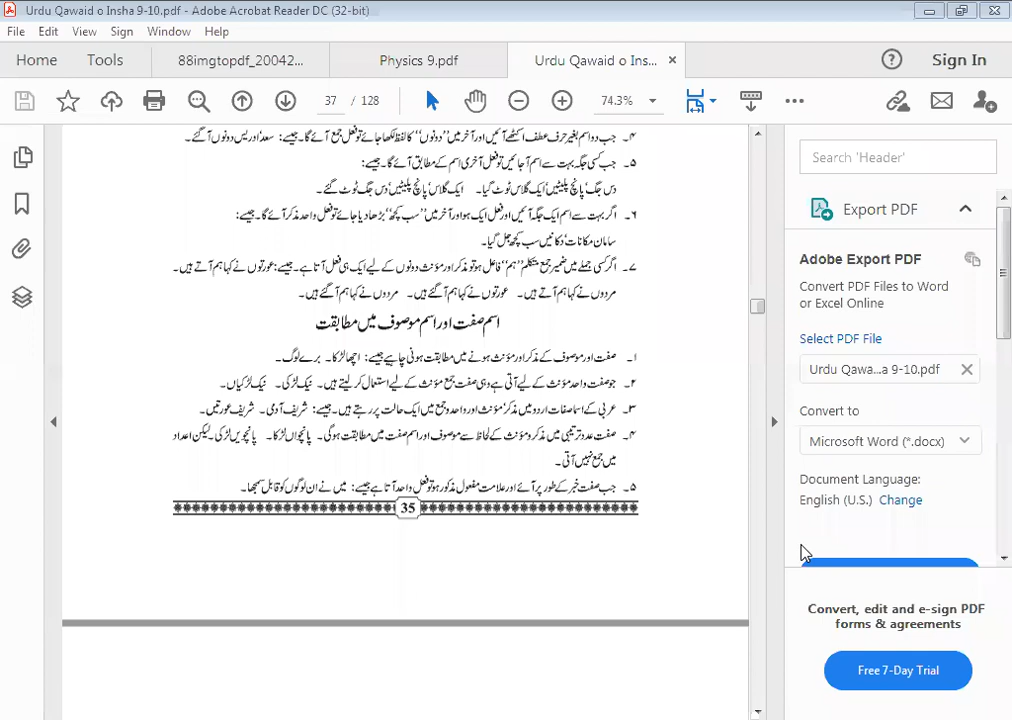 Urdu Qawaid o Insha 9-10.pdf - Adobe Acrobat Reader DC (32-bit)
File Edit View Sign Window Help
Home Tools 88imgtopdf_20042... Physics 9.pdf Urdu Qawaid o Ins... × Sign In
37 / 128 74.3%
۴۔ جب دو اسم بغیر حرف عطف اکٹھے آئیں اور آخر میں ”دونوں“ کا لفظ لکھا جائے تو فعل جمع آئے گا۔ جیسے: سعد اور یس دونوں آگئے۔
۵۔ جب کسی جگہ بہت سے اسم آجائیں تو فعل آخری اسم کے مطابق آئے گا۔ جیسے:
دس جگ، پانچ پلیٹیں، ایک گلاس ٹوٹ گیا۔ ایک گلاس، پانچ پلیٹیں، دس جگ ٹوٹ گئے۔
۶۔ اگر بہت سے اسم ایک جگہ آئیں اور فعل ایک ہو اور آخر میں ”سب کچھ“ بڑھا دیا جائے تو فعل واحد مذکر آئے گا۔ جیسے:
سامان، مکانات، دکانیں سب کچھ جل گیا۔
۷۔ اگر کسی جملے میں ضمیر جمع متکلم ”ہم“ فاعل ہو تو مذکر اور مؤنث دونوں کے لیے ایک ہی فعل آتا ہے۔ جیسے: عورتوں نے کہا ہم آتے ہیں۔
مردوں نے کہا ہم آتے ہیں۔ عورتوں نے کہا ہم آگئے ہیں۔ مردوں نے کہا ہم آگئے ہیں۔
اسم صفت اور اسم موصوف میں مطابقت
۱۔ صفت اور موصوف کے مذکر اور مؤنث ہونے میں مطابقت ہونی چاہیے جیسے: اچھا لڑکا۔ برے لوگ۔
۲۔ جو صفت واحد مؤنث کے لیے آتی ہے وہی صفت جمع مؤنث کے لیے استعمال کر لیتے ہیں۔ نیک لڑکی۔ نیک لڑکیاں۔
۳۔ عربی کے اسما صفات اردو میں مذکر، مؤنث اور واحد و جمع میں ایک حالت پر رہتے ہیں۔ جیسے: شریف آدمی۔ شریف عورتیں۔
۴۔ صفت عدد ترتیبی میں مذکر و مؤنث کے لحاظ سے موصوف اور اسم صفت میں مطابقت ہوگی۔ پانچواں لڑکا۔ پانچویں لڑکی۔ لیکن اعداد
میں جمع نہیں آتی۔
۵۔ جب صفت خبر کے طور پر آئے اور علامت مفعول مذکور ہو تو فعل واحد آتا ہے جیسے: میں نے ان لوگوں کو قابل سمجھا۔
35
Search 'Header'
Export PDF
Adobe Export PDF
Convert PDF Files to Word
or Excel Online
Select PDF File
Urdu Qawa...a 9-10.pdf ×
Convert to
Microsoft Word (*.docx)
Document Language:
English (U.S.) Change
Convert, edit and e-sign PDF
forms & agreements
Free 7-Day Trial